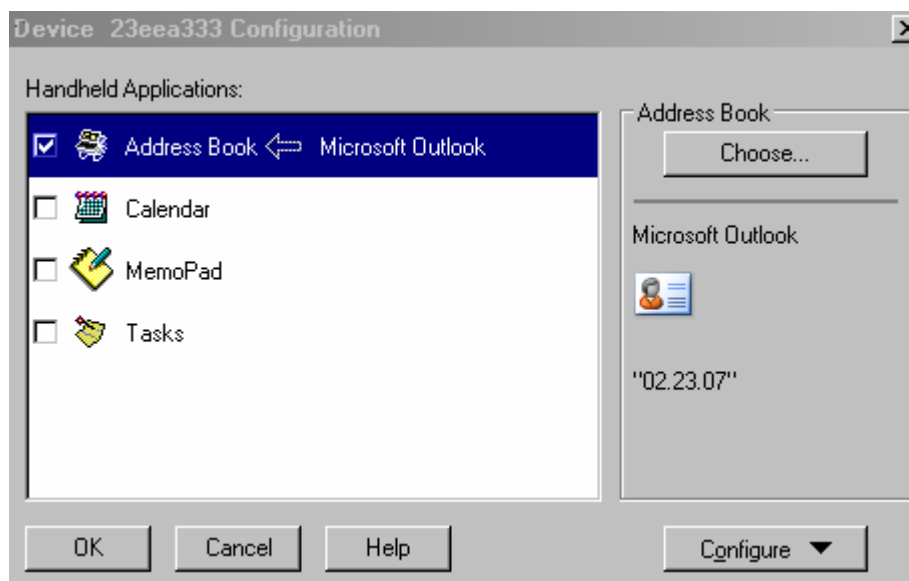 Device 23eea333 Configuration
Handheld Applications:
Address Book Microsoft Outlook
Calendar
MemoPad
Tasks
Address Book
Choose...
Microsoft Outlook
"02.23.07"
OK Cancel Help Configure